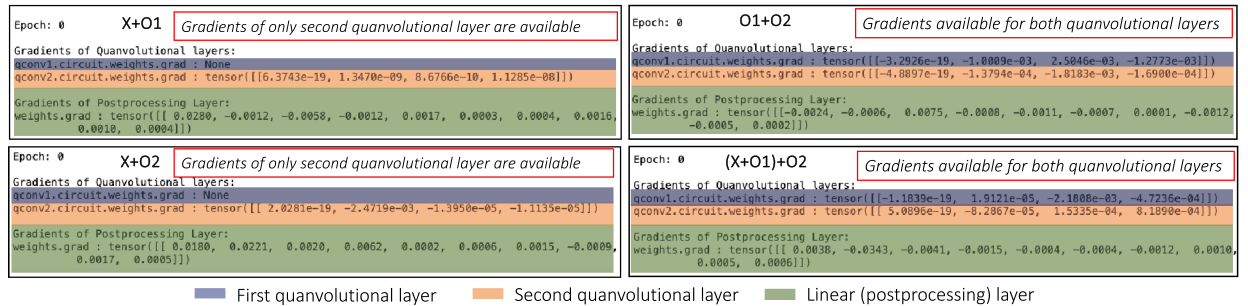 Epoch: 0 X+O1 Gradients of only second quanvolutional layer are available
Gradients of Quanvolutional layers:
qconv1.circuit.weights.grad : None
qconv2.circuit.weights.grad : tensor([[6.3743e-19, 1.3470e-09, 8.6766e-10, 1.1285e-08]])
Gradients of Postprocessing Layer:
weights.grad : tensor([[ 0.0280, -0.0012, -0.0058, -0.0012, 0.0017, 0.0003, 0.0004, 0.0016,
0.0010, 0.0004]])
O1+O2 Gradients available for both quanvolutional layers
Epoch: 0
Gradients of Quanvolutional layers:
qconv1.circuit.weights.grad : tensor([[-3.2926e-19, -1.0009e-03, 2.5046e-03, -1.2773e-03]])
qconv2.circuit.weights.grad : tensor([[-4.8897e-19, -1.3794e-04, -1.8183e-03, -1.6900e-04]])
Gradients of Postprocessing Layer:
weights.grad : tensor([[-0.0024, -0.0006, 0.0075, -0.0008, -0.0011, -0.0007, 0.0001, -0.0012,
-0.0005, 0.0002]])
Epoch: 0 X+O2 Gradients of only second quanvolutional layer are available
Gradients of Quanvolutional layers:
qconv1.circuit.weights.grad : None
qconv2.circuit.weights.grad : tensor([[ 2.0281e-19, -2.4719e-03, -1.3950e-05, -1.1135e-05]])
Gradients of Postprocessing Layer:
weights.grad : tensor([[ 0.0180, 0.0221, 0.0020, 0.0062, 0.0002, 0.0006, 0.0015, -0.0009,
0.0017, 0.0005]])
Epoch: 0 (X+O1)+O2 Gradients available for both quanvolutional layers
Gradients of Quanvolutional layers:
qconv1.circuit.weights.grad : tensor([[-1.1839e-19, 1.9121e-05, -2.1808e-03, -4.7236e-04]])
qconv2.circuit.weights.grad : tensor([[ 5.0896e-19, -8.2867e-05, 1.5335e-04, 8.1890e-04]])
Gradients of Postprocessing Layer:
weights.grad : tensor([[ 0.0038, -0.0343, -0.0041, -0.0015, -0.0004, -0.0004, -0.0012, 0.0010,
0.0005, 0.0006]])
First quanvolutional layer Second quanvolutional layer Linear (postprocessing) layer